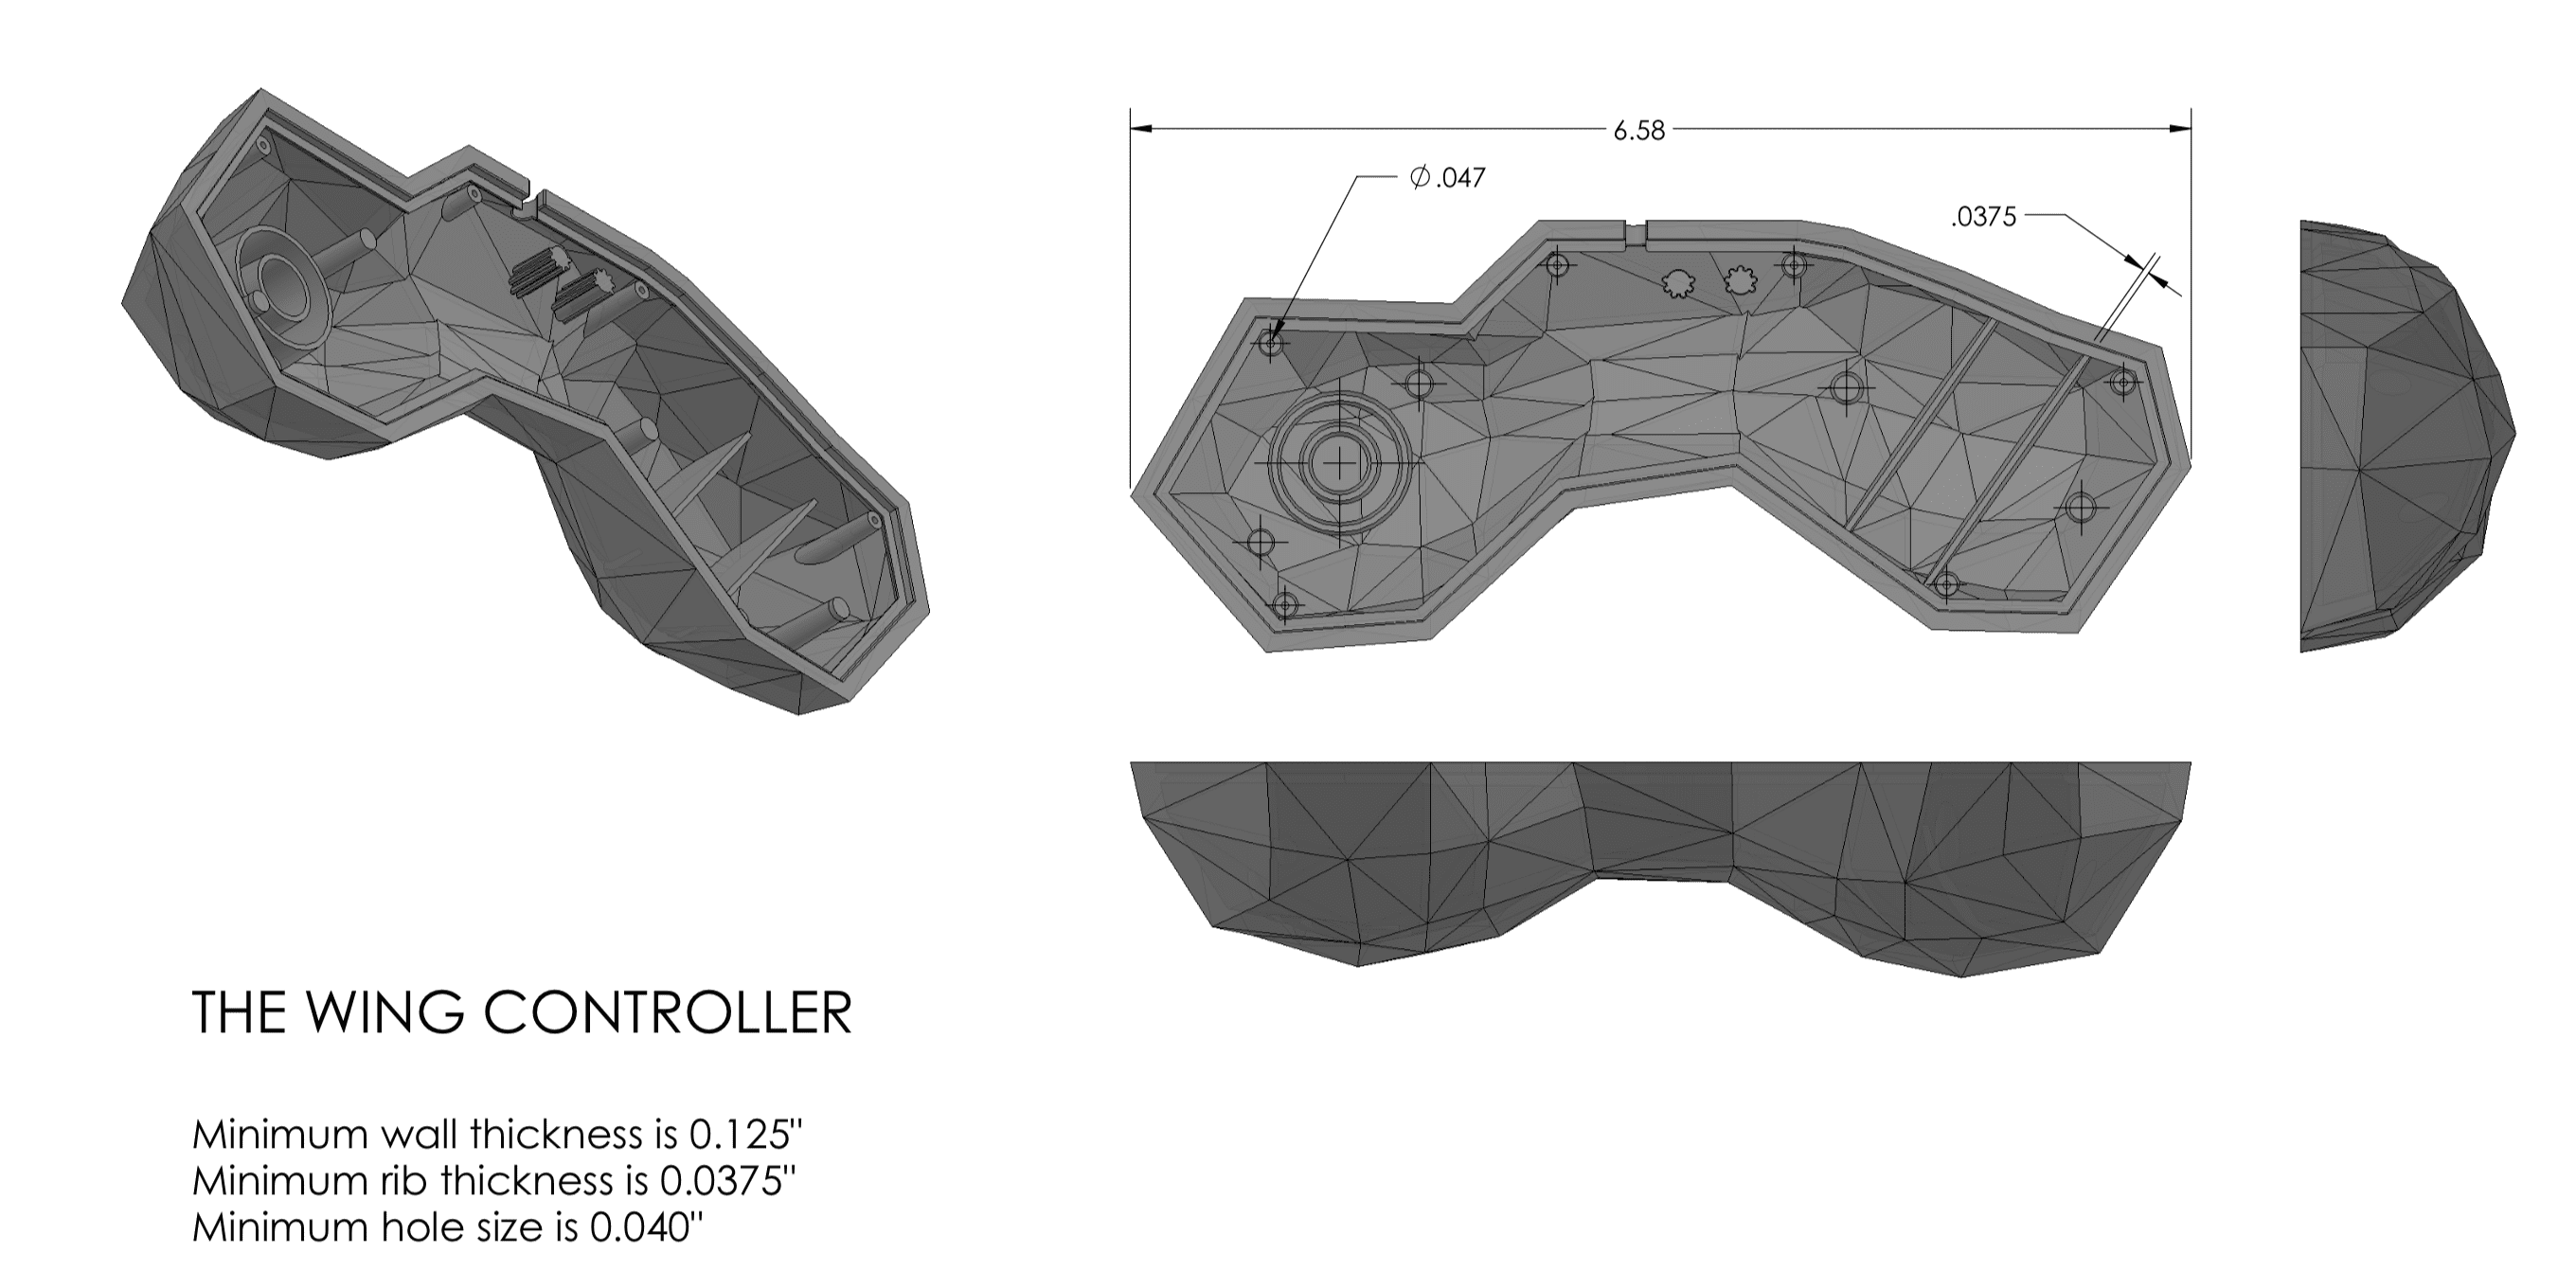 6.58
∅.047
.0375
THE WING CONTROLLER
Minimum wall thickness is 0.125"
Minimum rib thickness is 0.0375"
Minimum hole size is 0.040"